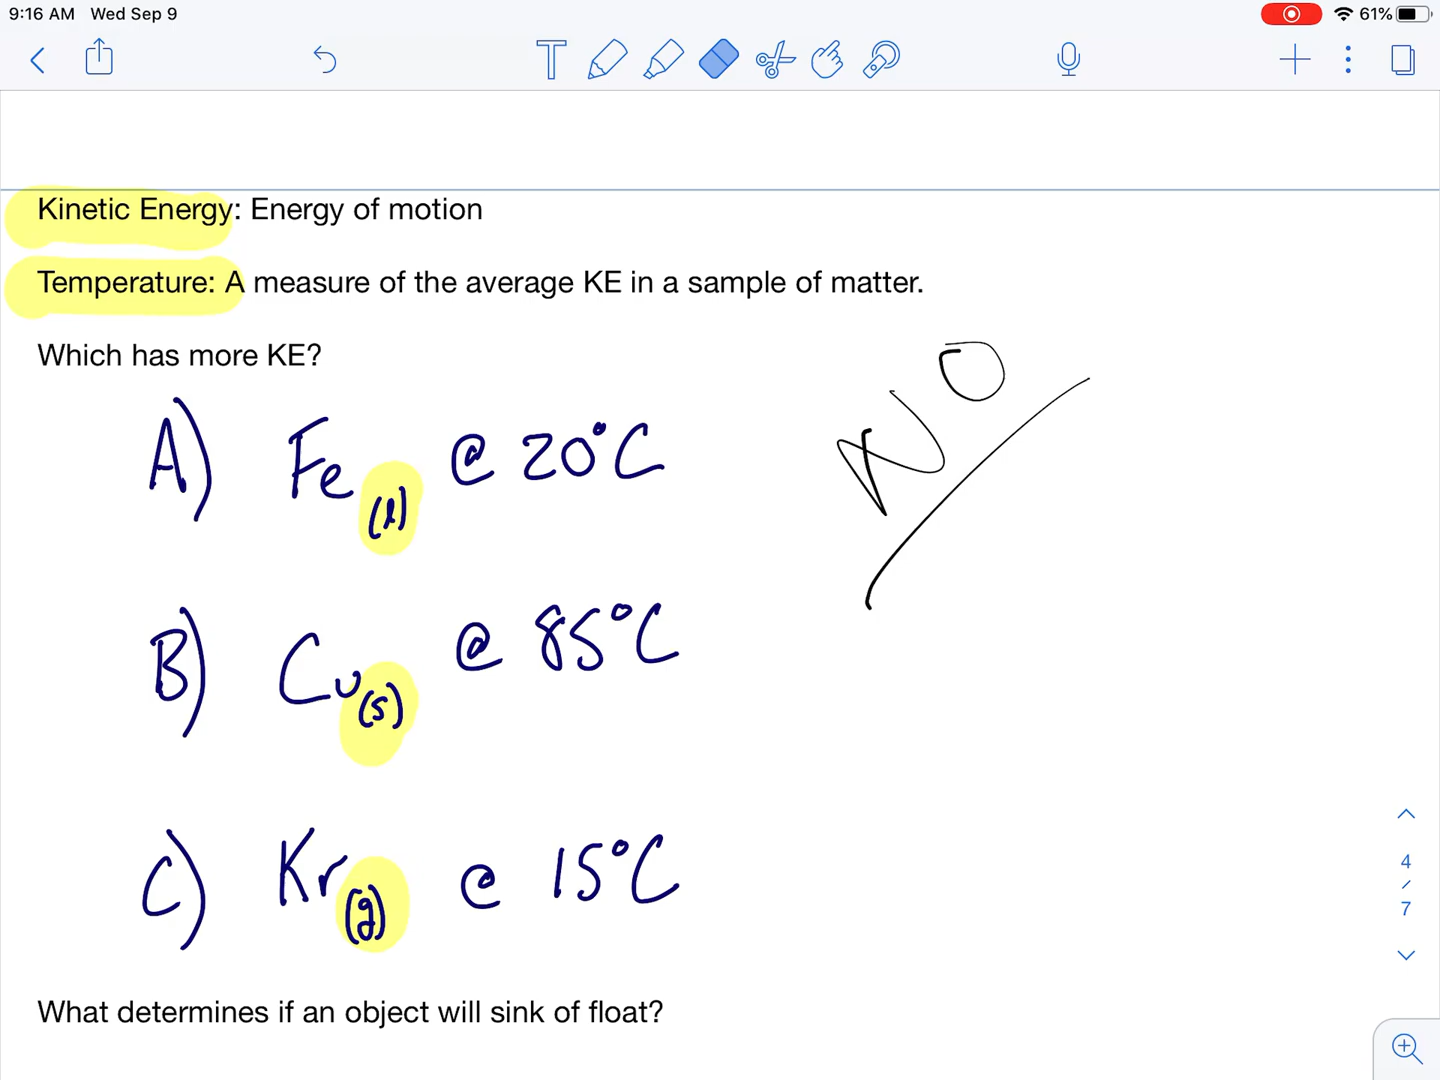 9:16 AM Wed Sep 9
61%
T
Kinetic Energy: Energy of motion
Temperature: A measure of the average KE in a sample of matter.
Which has more KE?
NO
A) Fe(l) @ 20°C
B) Cu(s) @ 85°C
C) Kr(g) @ 15°C
4
/
7
What determines if an object will sink of float?